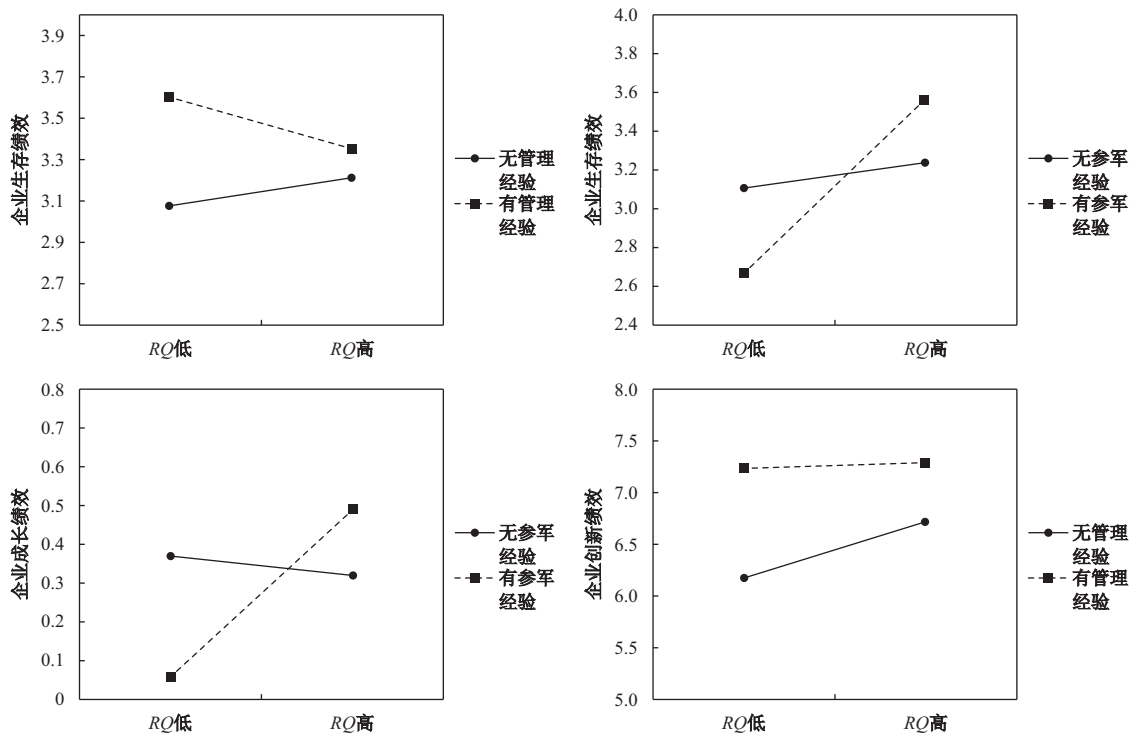 企业生存绩效
3.9
3.7
3.5
3.3
3.1
2.9
2.7
2.5
RQ低
RQ高
无管理
经验
有管理
经验
企业生存绩效
4.0
3.8
3.6
3.4
3.2
3.0
2.8
2.6
2.4
RQ低
RQ高
无参军
经验
有参军
经验
企业成长绩效
0.8
0.7
0.6
0.5
0.4
0.3
0.2
0.1
0
RQ低
RQ高
无参军
经验
有参军
经验
企业创新绩效
8.0
7.5
7.0
6.5
6.0
5.5
5.0
RQ低
RQ高
无管理
经验
有管理
经验